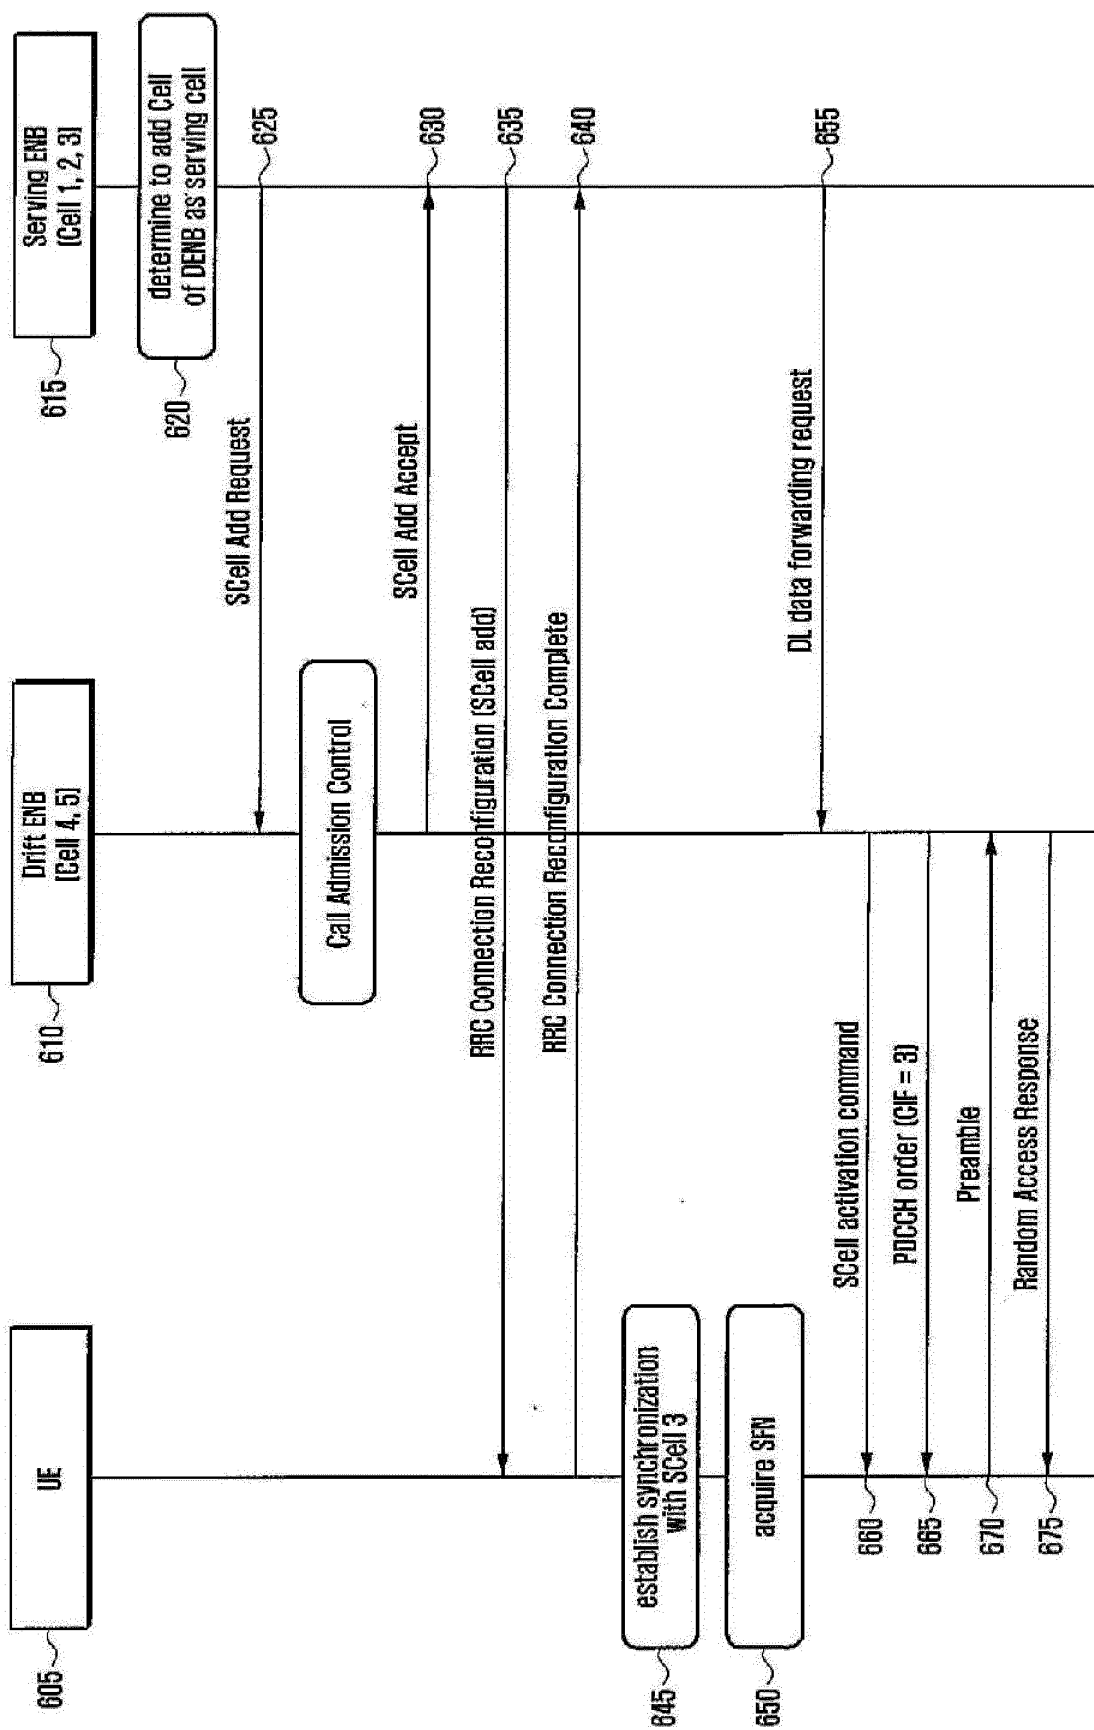 605
UE
610
Drift ENB
[Cell 4, 5]
615
Serving ENB
[Cell 1, 2, 3]
620
determine to add Cell
of DENB as serving cell
SCell Add Request
625
Call Admission Control
SCell Add Accept
630
RRC Connection Reconfiguration (SCell add)
635
RRC Connection Reconfiguration Complete
640
645
establish synchronization
with SCell 3
650
acquire SFN
DL data forwarding request
655
SCell activation command
660
PDCCH order (CIF = 3)
665
Preamble
670
Random Access Response
675